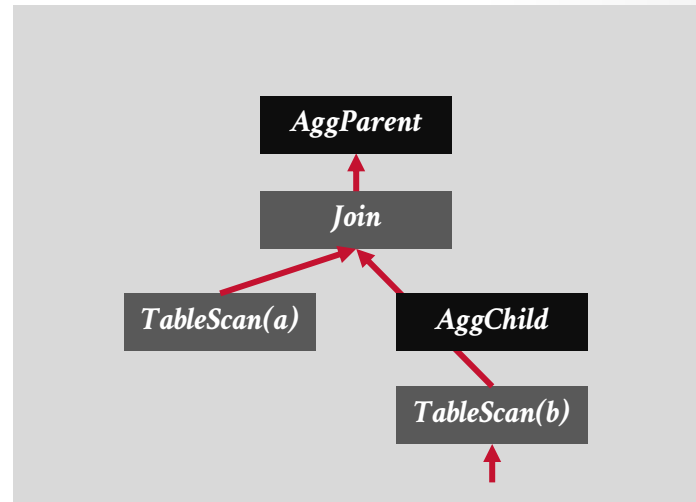 AggParent
Join
TableScan(a)
AggChild
TableScan(b)